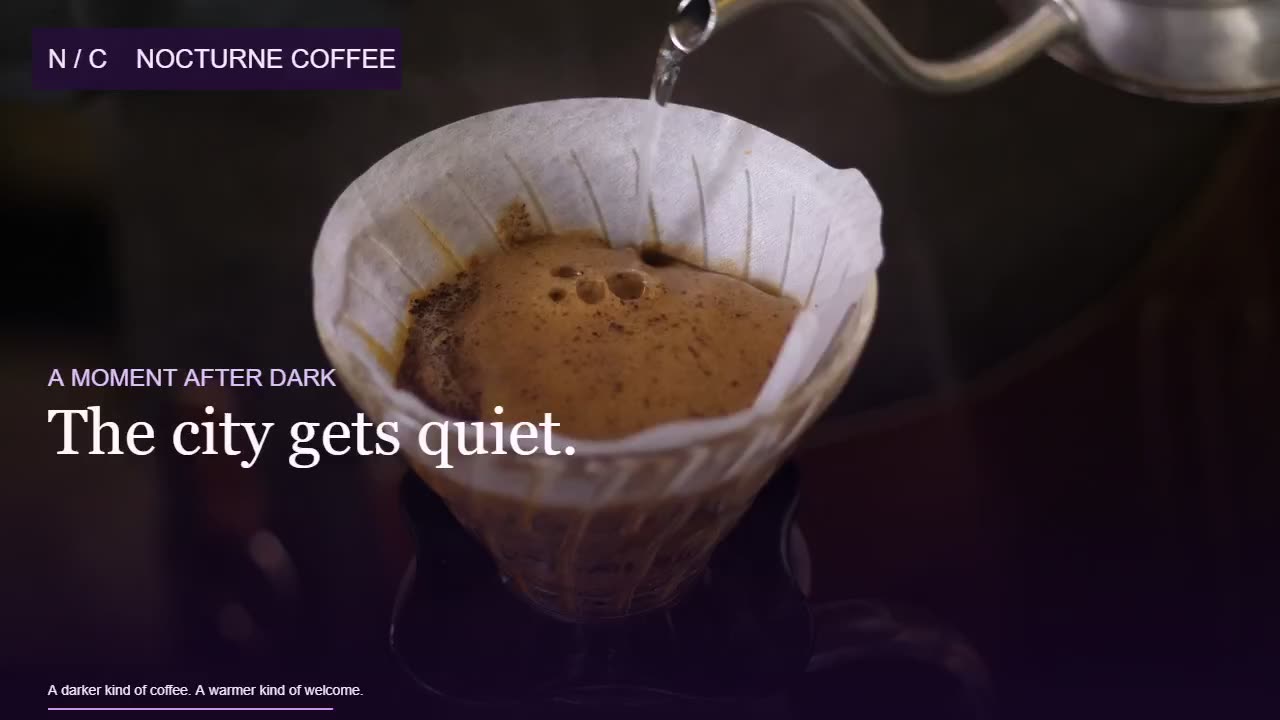 N / C NOCTURNE COFFEE
A MOMENT AFTER DARK
The city gets quiet.
A darker kind of coffee. A warmer kind of welcome.